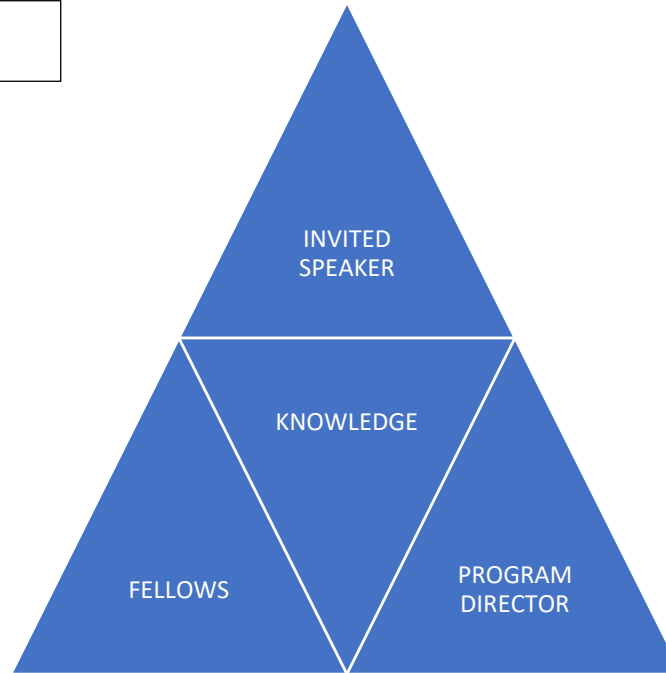 INVITED
SPEAKER
KNOWLEDGE
FELLOWS
PROGRAM
DIRECTOR